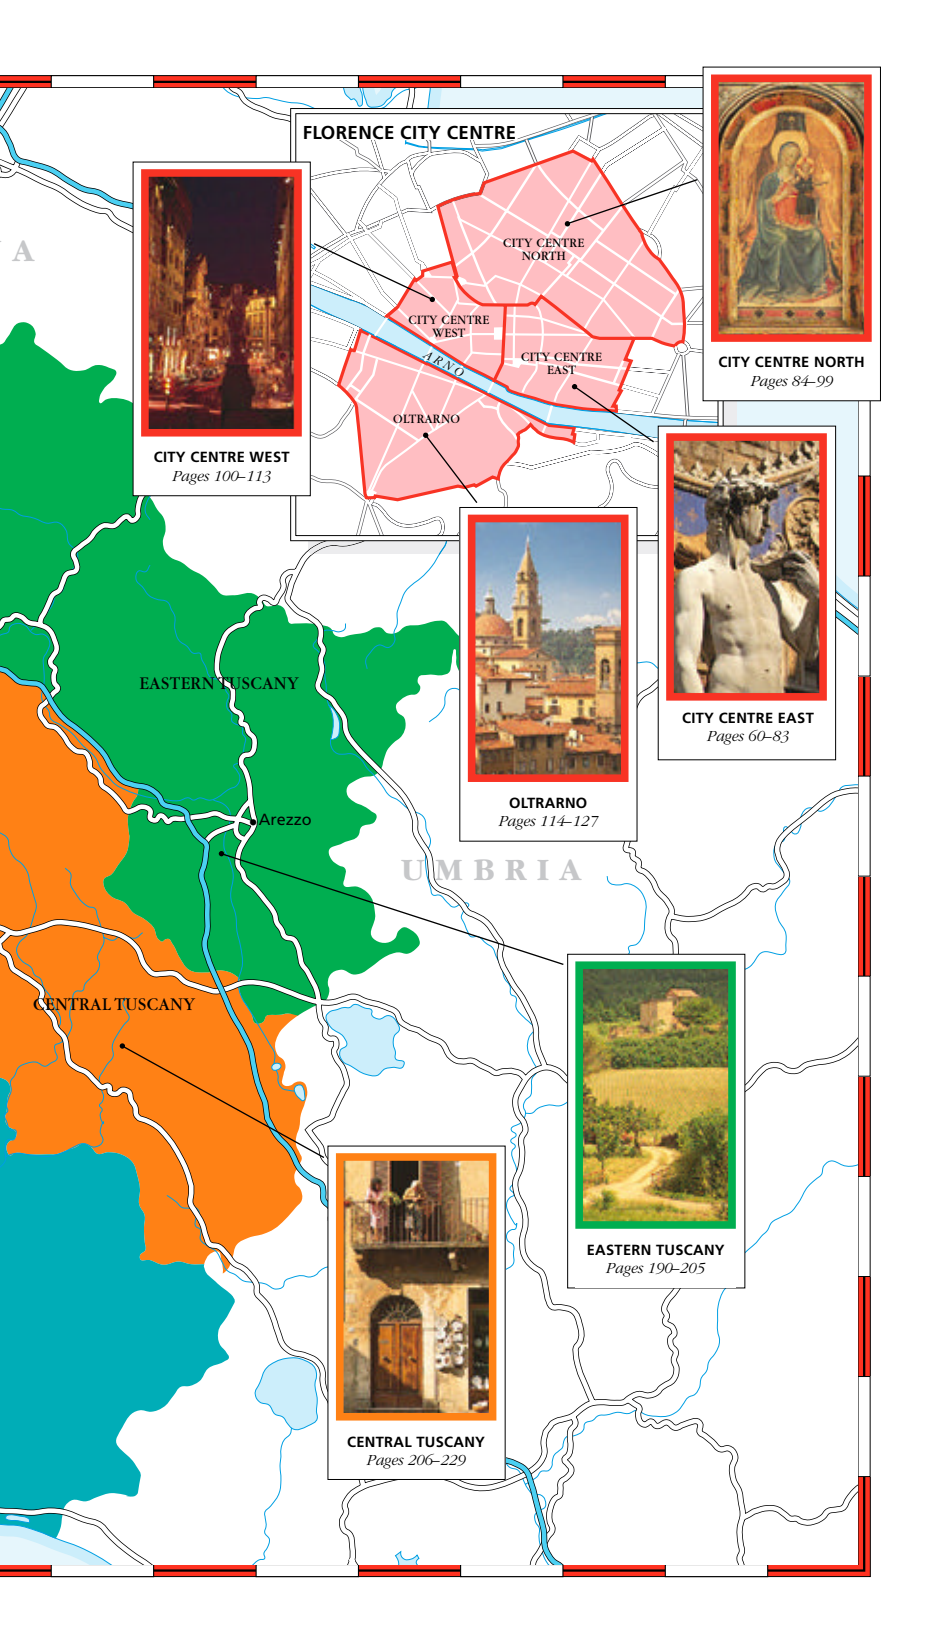 FLORENCE CITY CENTRE
CITY CENTRE
NORTH
CITY CENTRE NORTH
Pages 84–99
A
CITY CENTRE
WEST
ARNO
CITY CENTRE
EAST
OLTRARNO
CITY CENTRE WEST
Pages 100–113
EASTERN TUSCANY
CITY CENTRE EAST
Pages 60–83
OLTRARNO
Pages 114–127
Arezzo
UMBRIA
CENTRAL TUSCANY
EASTERN TUSCANY
Pages 190–205
CENTRAL TUSCANY
Pages 206–229